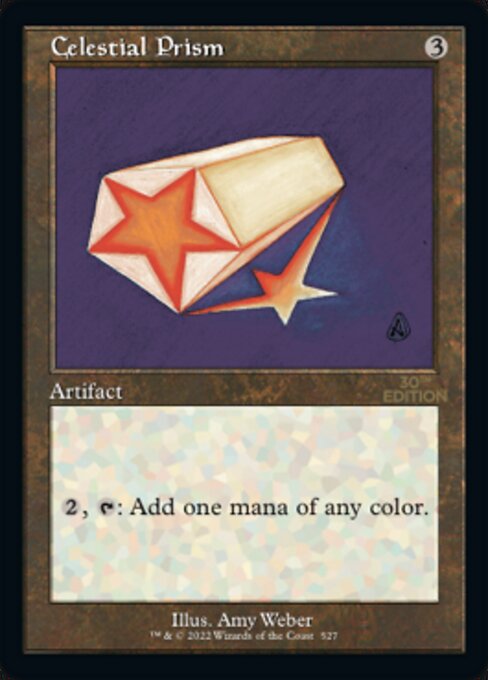 Celestial Prism 3
A
Artifact
30TH EDITION
2, T: Add one mana of any color.
Illus. Amy Weber
™ & © 2022 Wizards of the Coast 527